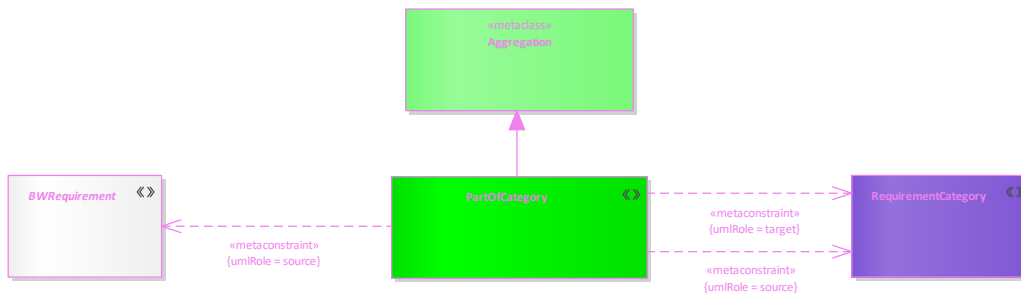 «metaclass»
Aggregation
BWRequirement
«»
PartOfCategory
«»
RequirementCategory
«»
«metaconstraint»
{umlRole = source}
«metaconstraint»
{umlRole = target}
«metaconstraint»
{umlRole = source}